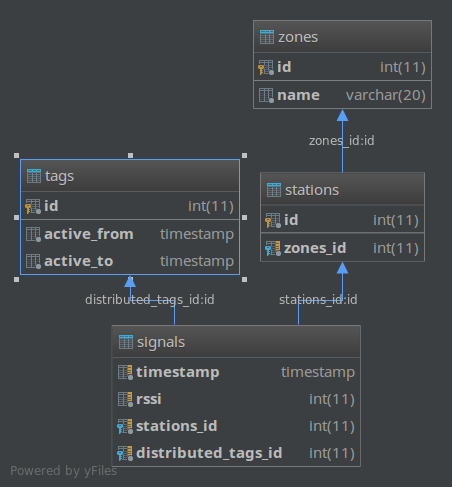 zones
id int(11)
name varchar(20)
zones_id:id
tags
id int(11)
active_from timestamp
active_to timestamp
stations
id int(11)
zones_id int(11)
distributed_tags_id:id
stations_id:id
signals
timestamp timestamp
rssi int(11)
stations_id int(11)
distributed_tags_id int(11)
Powered by yFiles